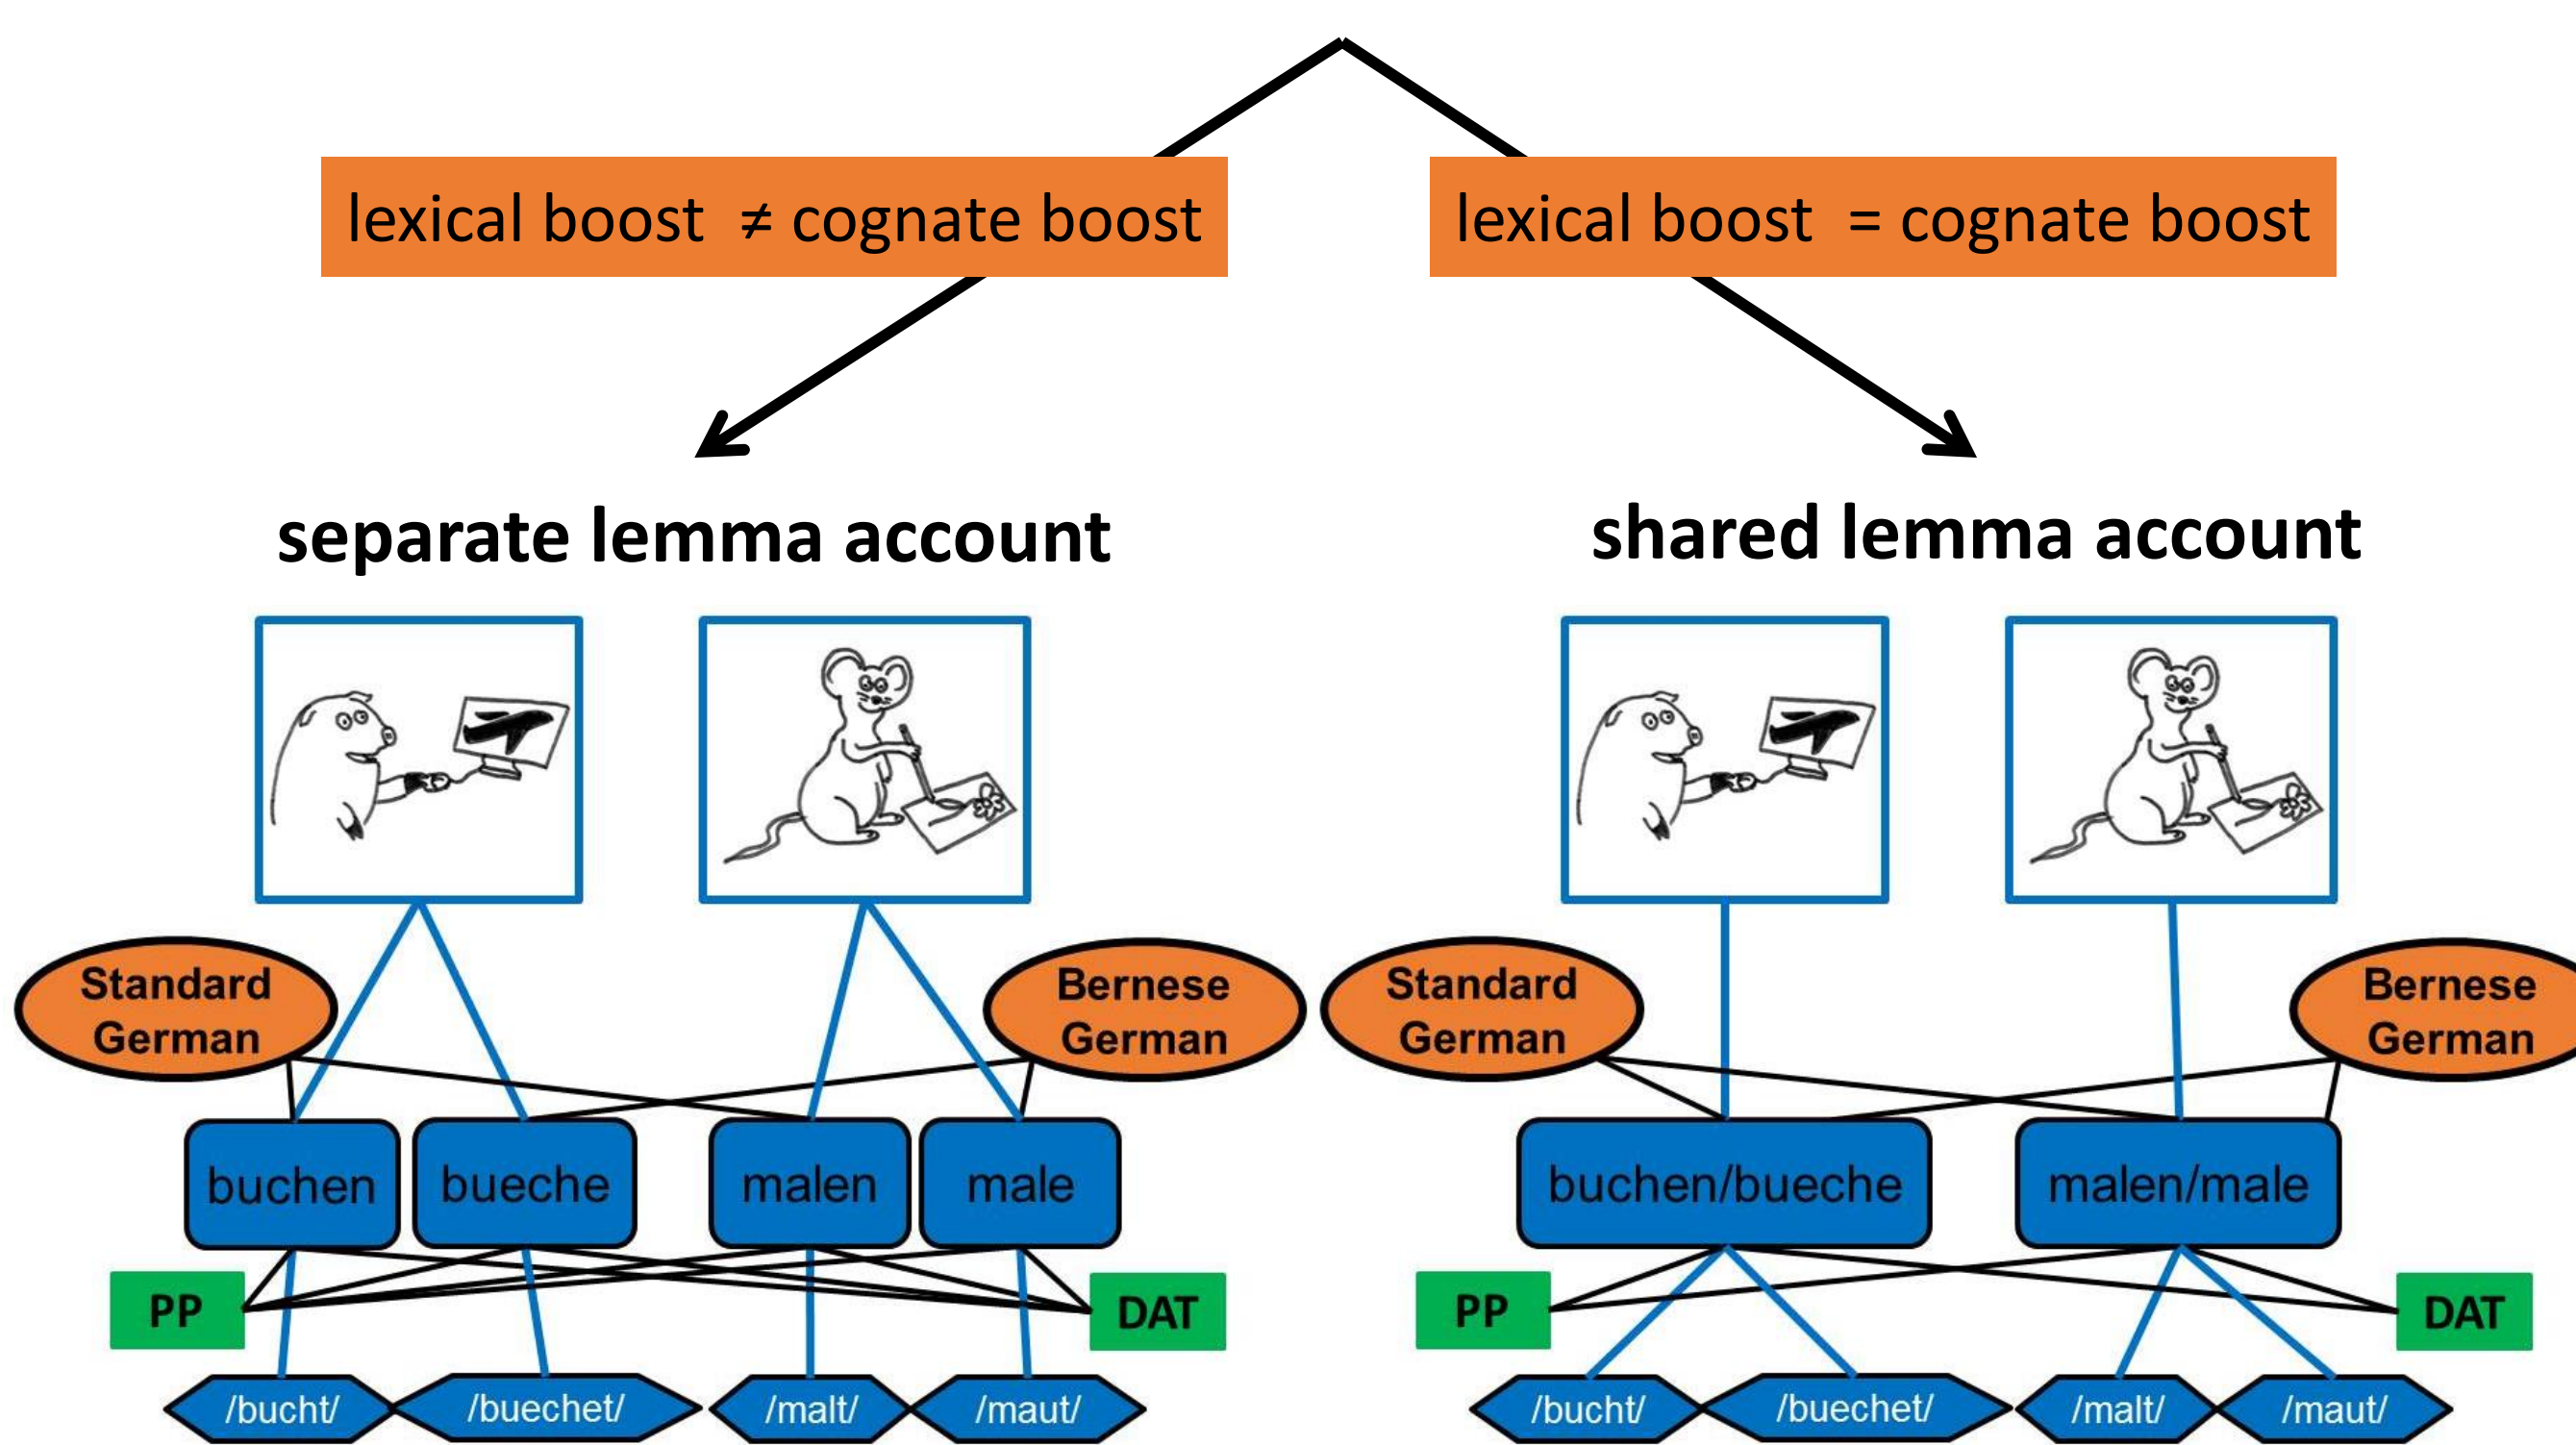 lexical boost ≠ cognate boost
lexical boost = cognate boost
separate lemma account
shared lemma account
Standard
German
Bernese
German
Standard
German
Bernese
German
buchen
bueche
malen
male
buchen/bueche
malen/male
PP
DAT
PP
DAT
/bucht/
/buechet/
/malt/
/maut/
/bucht/
/buechet/
/malt/
/maut/